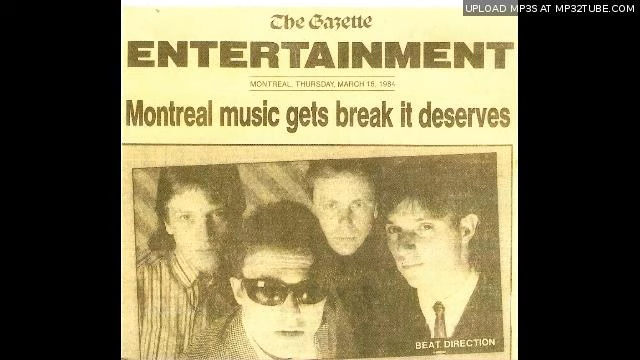 UPLOAD MP3S AT MP32TUBE.COM
The Gazette
ENTERTAINMENT
MONTREAL, THURSDAY, MARCH 15, 1984
Montreal music gets break it deserves
BEAT DIRECTION